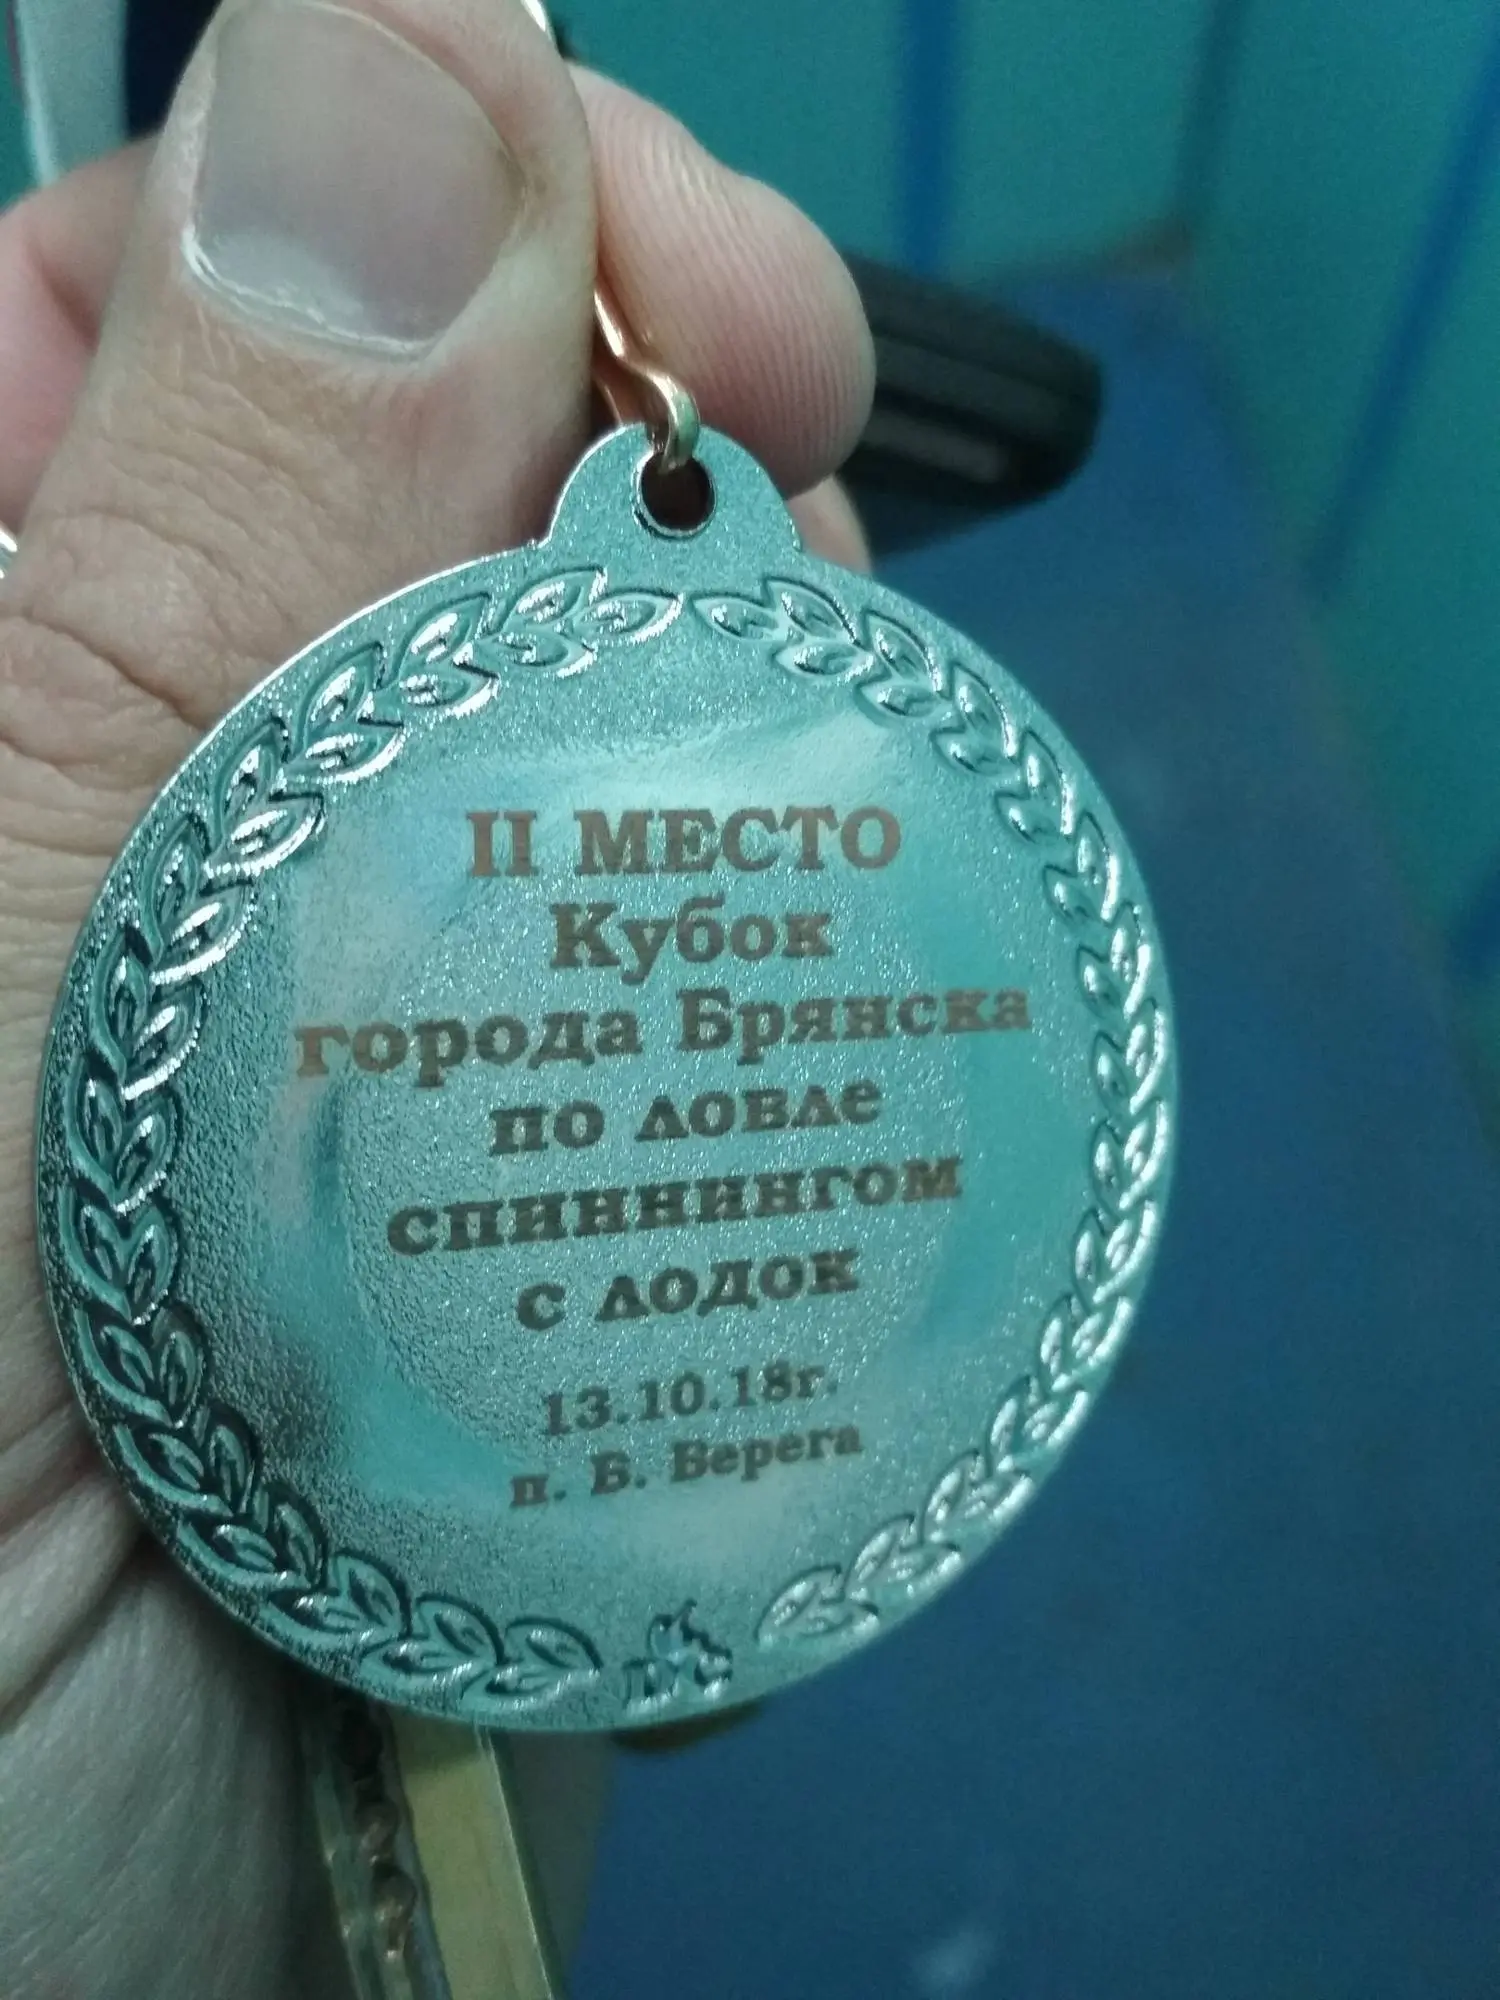 II МЕСТО
Кубок
города Брянска
по ловле
спиннингом
с лодок
13.10.18г.
п. Б. Берега